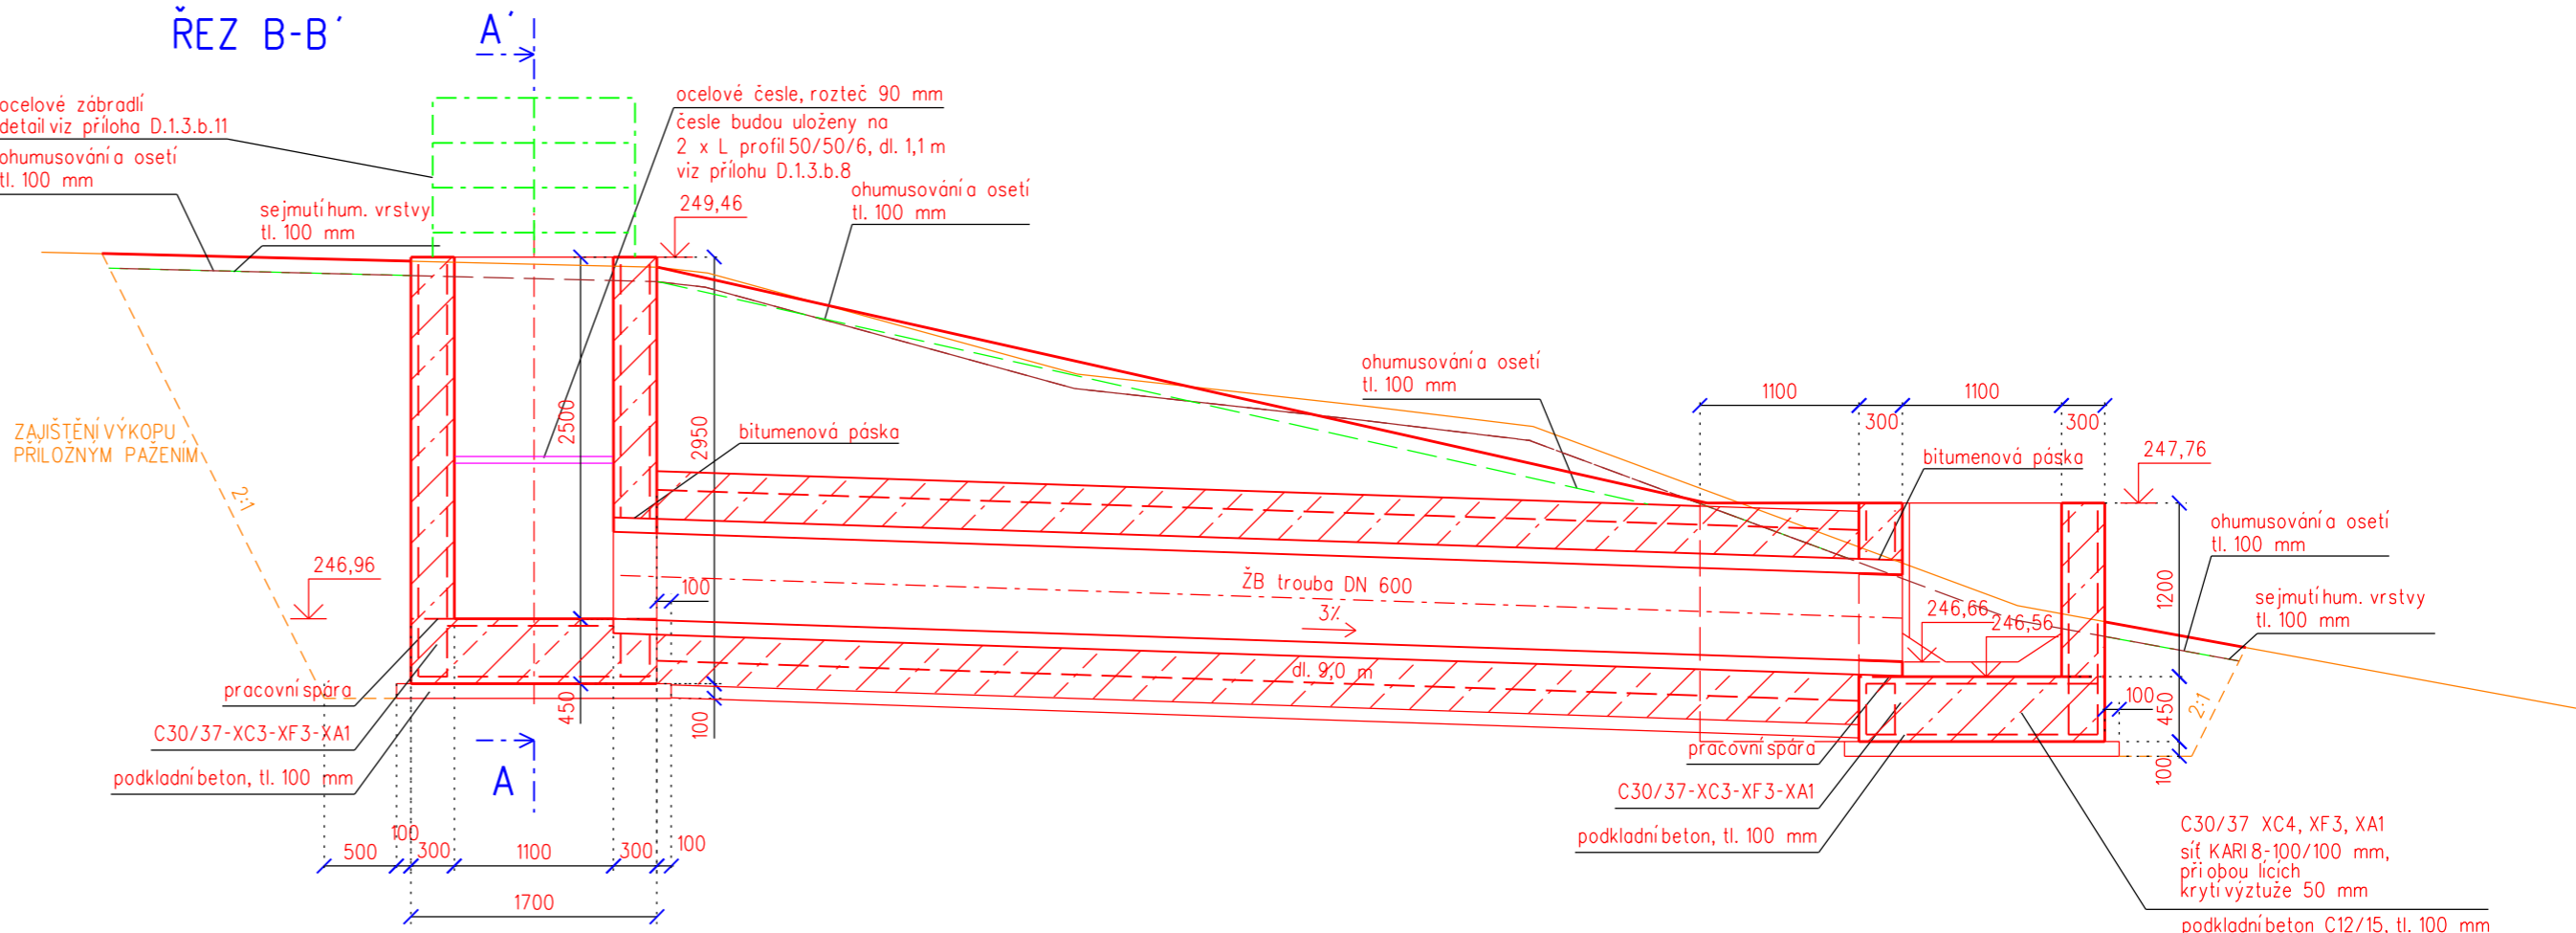 ŘEZ B-B´
A´
ocelové zábradlí
detail viz příloha D.1.3.b.11
ohumusování a osetí
tl. 100 mm
sejmutí hum. vrstvy
tl. 100 mm
ocelové česle, rozteč 90 mm
česle budou uloženy na
2 x L profil 50/50/6, dl. 1,1 m
viz přílohu D.1.3.b.8
249,46
ohumusování a osetí
tl. 100 mm
ohumusování a osetí
tl. 100 mm
1100
1100
300
300
ZAJIŠTĚNÍ VÝKOPU
PŘÍLOŽNÝM PAŽENÍM
2:1
2500
2950
bitumenová páska
bitumenová páska
247,76
ohumusování a osetí
tl. 100 mm
sejmutí hum. vrstvy
tl. 100 mm
246,96
100
ŽB trouba DN 600
3%
dl. 9,0 m
246,66
246,56
1200
450
100
100
2:1
pracovní spára
C30/37-XC3-XF3-XA1
podkladní beton, tl. 100 mm
450
100
A
pracovní spára
C30/37-XC3-XF3-XA1
podkladní beton, tl. 100 mm
500
100
300
1100
300
100
1700
C30/37 XC4, XF3, XA1
síť KARI 8-100/100 mm,
při obou lících
krytí výztuže 50 mm
podkladní beton C12/15, tl. 100 mm